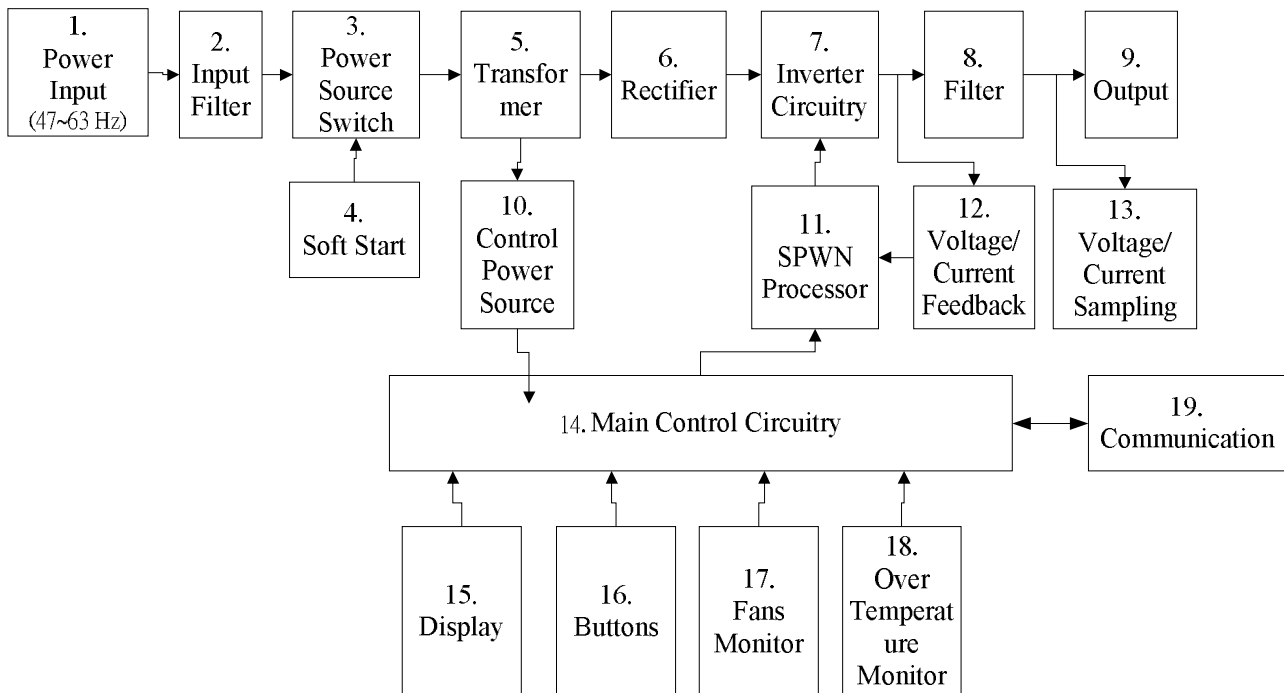 1.
Power
Input
(47~63 Hz)
2.
Input
Filter
3.
Power
Source
Switch
5.
Transfor
mer
6.
Rectifier
7.
Inverter
Circuitry
8.
Filter
9.
Output
4.
Soft Start
10.
Control
Power
Source
11.
SPWN
Processor
12.
Voltage/
Current
Feedback
13.
Voltage/
Current
Sampling
14. Main Control Circuitry
19.
Communication
15.
Display
16.
Buttons
17.
Fans
Monitor
18.
Over
Temperat
ure
Monitor